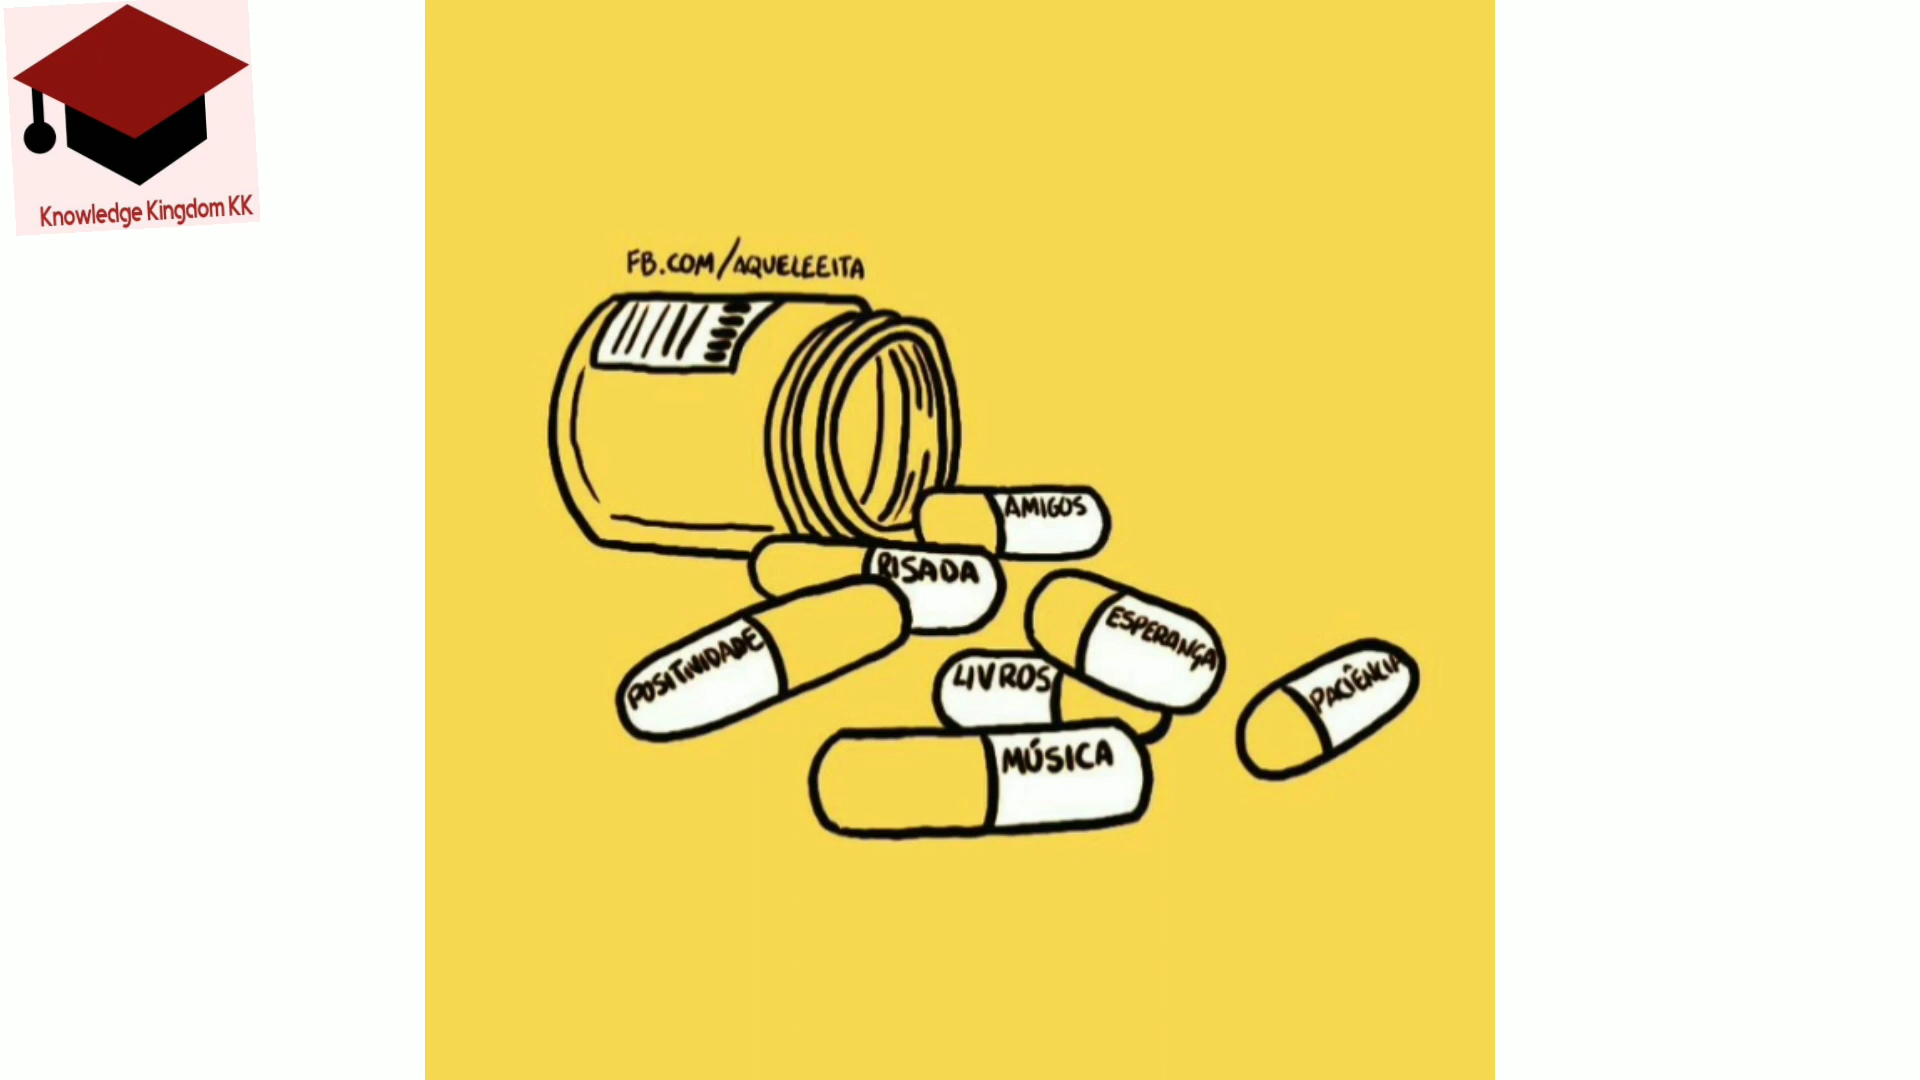 Knowledge Kingdom KK
FB.COM/AQUELEEITA
AMIGOS
RISADA
ESPERANÇA
POSITIVIDADE
LIVROS
PACIÊNCIA
MÚSICA